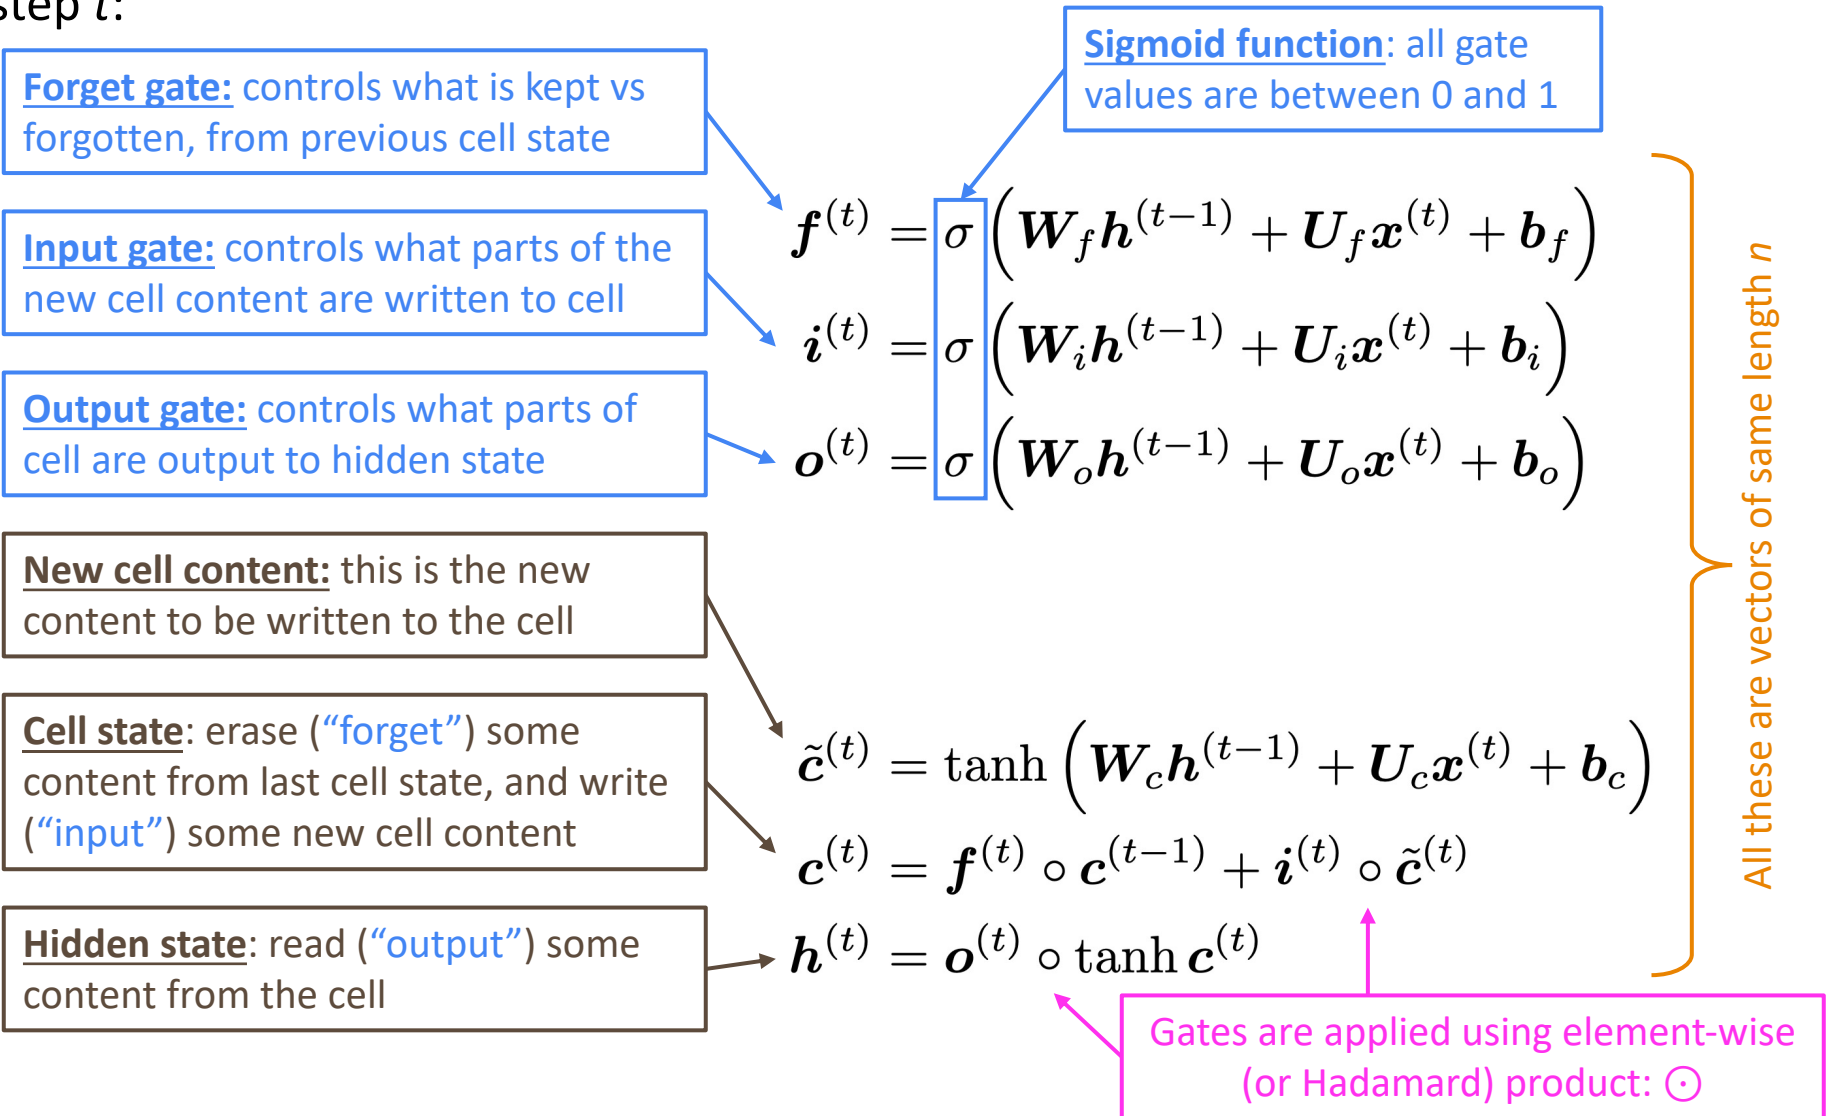 step t:
Forget gate: controls what is kept vs
forgotten, from previous cell state
Input gate: controls what parts of the
new cell content are written to cell
Output gate: controls what parts of
cell are output to hidden state
New cell content: this is the new
content to be written to the cell
Cell state: erase (“forget”) some
content from last cell state, and write
(“input”) some new cell content
Hidden state: read (“output”) some
content from the cell
Sigmoid function: all gate
values are between 0 and 1
f^{(t)} = σ(W_f h^{(t−1)} + U_f x^{(t)} + b_f)
i^{(t)} = σ(W_i h^{(t−1)} + U_i x^{(t)} + b_i)
o^{(t)} = σ(W_o h^{(t−1)} + U_o x^{(t)} + b_o)
c̃^{(t)} = tanh(W_c h^{(t−1)} + U_c x^{(t)} + b_c)
c^{(t)} = f^{(t)} ∘ c^{(t−1)} + i^{(t)} ∘ c̃^{(t)}
h^{(t)} = o^{(t)} ∘ tanh c^{(t)}
All these are vectors of same length n
Gates are applied using element-wise
(or Hadamard) product: ⊙